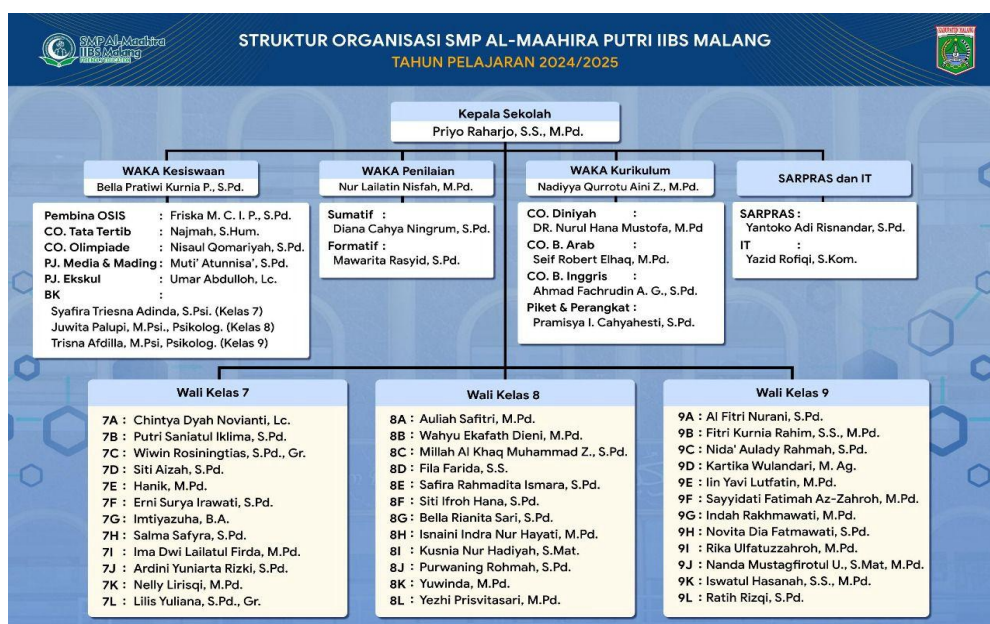 SMP Al-Maahira
IIBS Malang
STRUKTUR ORGANISASI SMP AL-MAAHIRA PUTRI IIBS MALANG
TAHUN PELAJARAN 2024/2025
Kepala Sekolah
Priyo Raharjo, S.S., M.Pd.
WAKA Kesiswaan
Bella Pratiwi Kurnia P., S.Pd.
Pembina OSIS : Friska M. C. I. P., S.Pd.
CO. Tata Tertib : Najmah, S.Hum.
CO. Olimpiade : Nisaul Qomariyah, S.Pd.
PJ. Media & Mading : Muti' Atunnisa', S.Pd.
PJ. Ekskul : Umar Abdulloh, Lc.
BK :
Syafira Triesna Adinda, S.Psi. (Kelas 7)
Juwita Palupi, M.Psi., Psikolog. (Kelas 8)
Trisna Afdilla, M.Psi, Psikolog. (Kelas 9)
WAKA Penilaian
Nur Lailatin Nisfah, M.Pd.
Sumatif :
Diana Cahya Ningrum, S.Pd.
Formatif :
Mawarita Rasyid, S.Pd.
WAKA Kurikulum
Nadiyya Qurrotu Aini Z., M.Pd.
CO. Diniyah :
DR. Nurul Hana Mustofa, M.Pd
CO. B. Arab :
Seif Robert Elhaq, M.Pd.
CO. B. Inggris :
Ahmad Fachrudin A. G., S.Pd.
Piket & Perangkat :
Pramisya I. Cahyahesti, S.Pd.
SARPRAS dan IT
SARPRAS :
Yantoko Adi Risnandar, S.Pd.
IT :
Yazid Rofiqi, S.Kom.
Wali Kelas 7
7A : Chintya Dyah Novianti, Lc.
7B : Putri Saniatul Iklima, S.Pd.
7C : Wiwin Rosiningtias, S.Pd., Gr.
7D : Siti Aizah, S.Pd.
7E : Hanik, M.Pd.
7F : Erni Surya Irawati, S.Pd.
7G : Imtiyazuha, B.A.
7H : Salma Safyra, S.Pd.
7I : Ima Dwi Lailatul Firda, M.Pd.
7J : Ardini Yuniarta Rizki, S.Pd.
7K : Nelly Lirisqi, M.Pd.
7L : Lilis Yuliana, S.Pd., Gr.
Wali Kelas 8
8A : Auliah Safitri, M.Pd.
8B : Wahyu Ekafath Dieni, M.Pd.
8C : Millah Al Khaq Muhammad Z., S.Pd.
8D : Fila Farida, S.S.
8E : Safira Rahmadita Ismara, S.Pd.
8F : Siti Ifroh Hana, S.Pd.
8G : Bella Rianita Sari, S.Pd.
8H : Isnaini Indra Nur Hayati, M.Pd.
8I : Kusnia Nur Hadiyah, S.Mat.
8J : Purwaning Rohmah, S.Pd.
8K : Yuwinda, M.Pd.
8L : Yezhi Prisvitasari, M.Pd.
Wali Kelas 9
9A : Al Fitri Nurani, S.Pd.
9B : Fitri Kurnia Rahim, S.S., M.Pd.
9C : Nida' Aulady Rahmah, S.Pd.
9D : Kartika Wulandari, M. Ag.
9E : Iin Yavi Lutfatin, M.Pd.
9F : Sayyidati Fatimah Az-Zahroh, M.Pd.
9G : Indah Rakhmawati, M.Pd.
9H : Novita Dia Fatmawati, S.Pd.
9I : Rika Ulfatuzzahroh, M.Pd.
9J : Nanda Mustagfirotul U., S.Mat, M.Pd.
9K : Iswatul Hasanah, S.S., M.Pd.
9L : Ratih Rizqi, S.Pd.